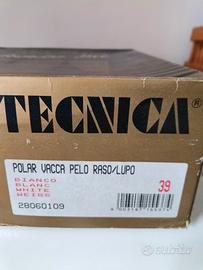 TECNICA®
POLAR VACCA PELO RASO/LUPO
BIANCO
BLANC
WHITE
WEISS
39
28060109
subito